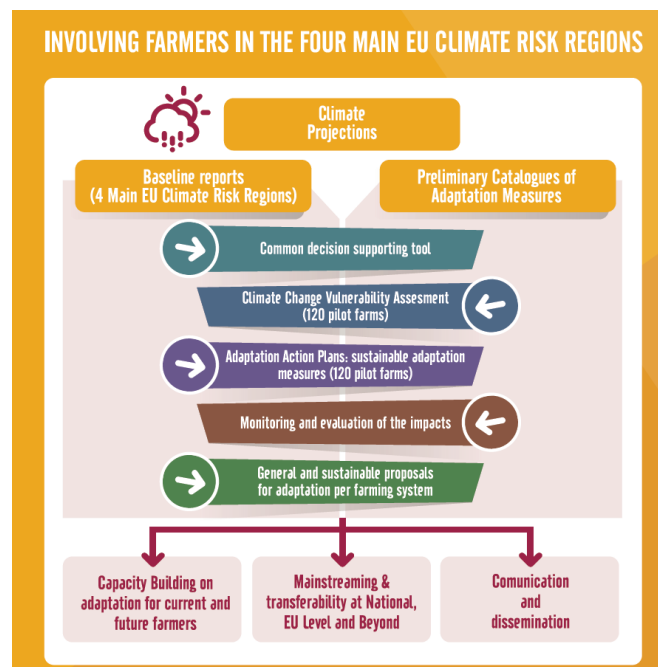 INVOLVING FARMERS IN THE FOUR MAIN EU CLIMATE RISK REGIONS
Climate
Projections
Baseline reports
(4 Main EU Climate Risk Regions)
Preliminary Catalogues of
Adaptation Measures
Common decision supporting tool
Climate Change Vulnerability Assesment
(120 pilot farms)
Adaptation Action Plans: sustainable adaptation
measures (120 pilot farms)
Monitoring and evaluation of the impacts
General and sustainable proposals
for adaptation per farming system
Capacity Building on
adaptation for current and
future farmers
Mainstreaming &
transferability at National,
EU Level and Beyond
Comunication
and
dissemination